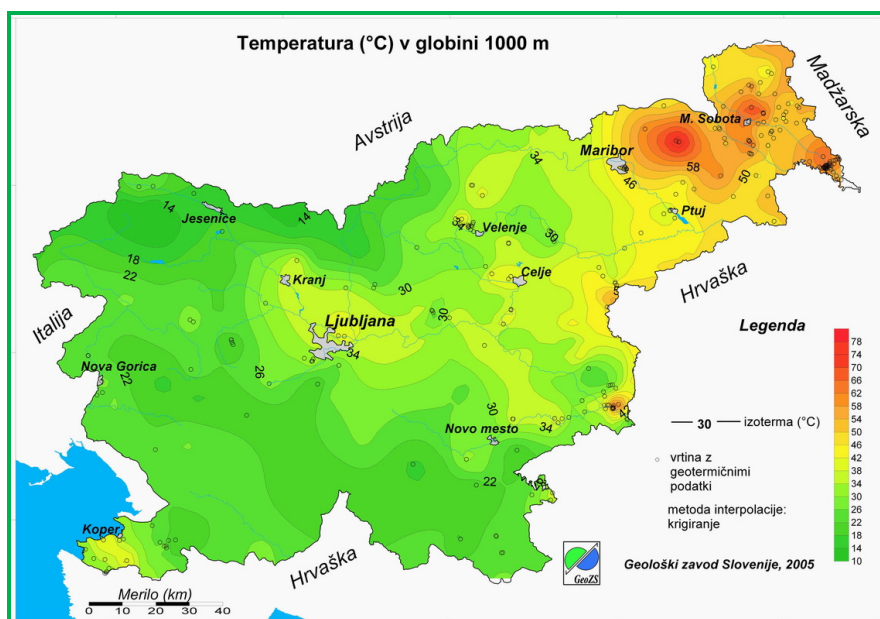 Temperatura (°C) v globini 1000 m
Avstrija
Madžarska
M. Sobota
Maribor
58
50
46
34
Ptuj
14
Jesenice
14
34
Velenje
30
18
22
Kranj
30
Celje
Hrvaška
Italija
Ljubljana
30
34
Nova Gorica
22
26
30
42
34
Novo mesto
22
Koper
Hrvaška
Merilo (km)
0 10 20 30 40
Legenda
78
74
70
66
62
58
54
50
46
42
38
34
30
26
22
18
14
10
30 izoterma (°C)
vrtina z
geotermičnimi
podatki
metoda interpolacije:
krigiranje
GeoZS
Geološki zavod Slovenije, 2005